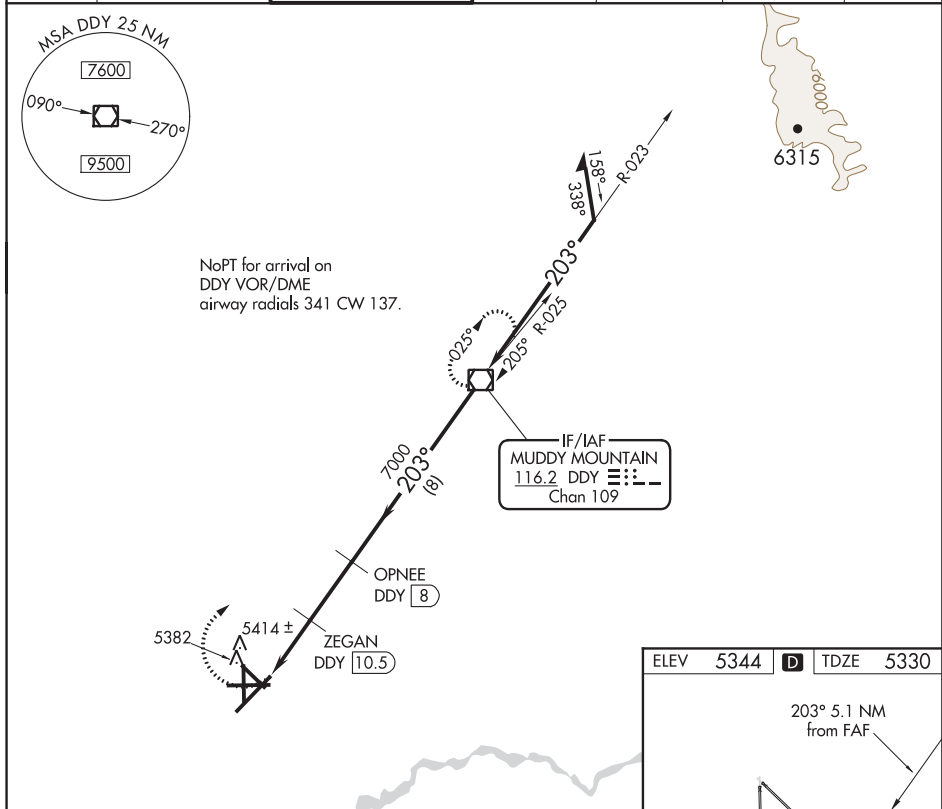 MSA DDY 25 NM
7600
090°
270°
9500
6000
6315
R-023
158°
338°
203°
NoPT for arrival on
DDY VOR/DME
airway radials 341 CW 137.
R-025
025°
205°
IF/IAF
MUDDY MOUNTAIN
116.2 DDY
Chan 109
7000
203°
(8)
OPNEE
DDY 8
5382
5414 ±
ZEGAN
DDY 10.5
ELEV 5344 D TDZE 5330
203° 5.1 NM
from FAF